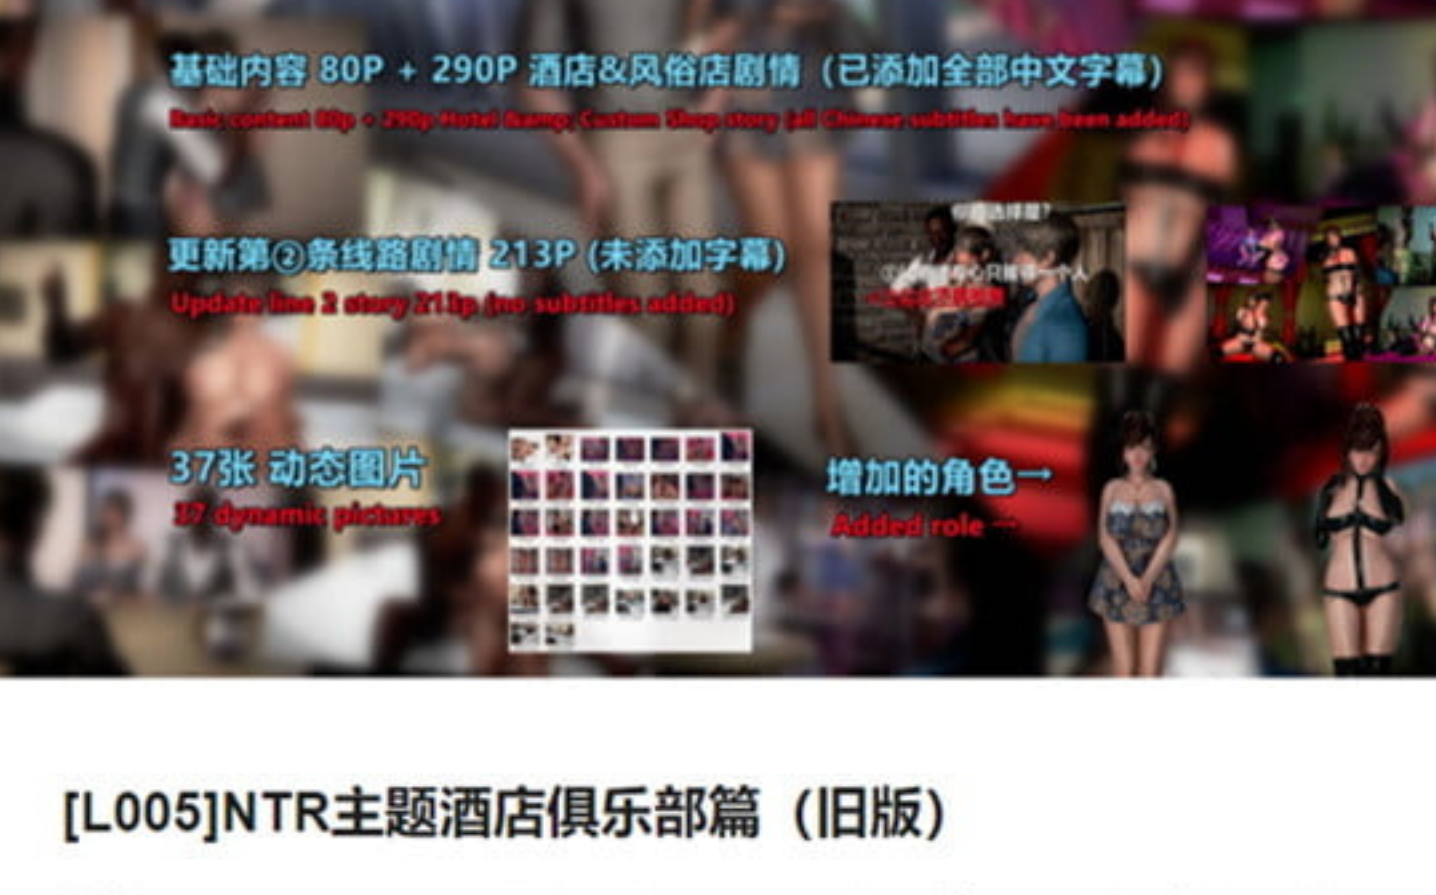 基础内容 80P + 290P 酒店&风俗店剧情（已添加全部中文字幕）
Basic content 80p + 290p Hotel &amp; Custom Shop story (all Chinese subtitles have been added)
更新第②条线路剧情 213P (未添加字幕)
Update line 2 story 213p (no subtitles added)
37张 动态图片
37 dynamic pictures
增加的角色→
Added role →
[L005]NTR主题酒店俱乐部篇（旧版）